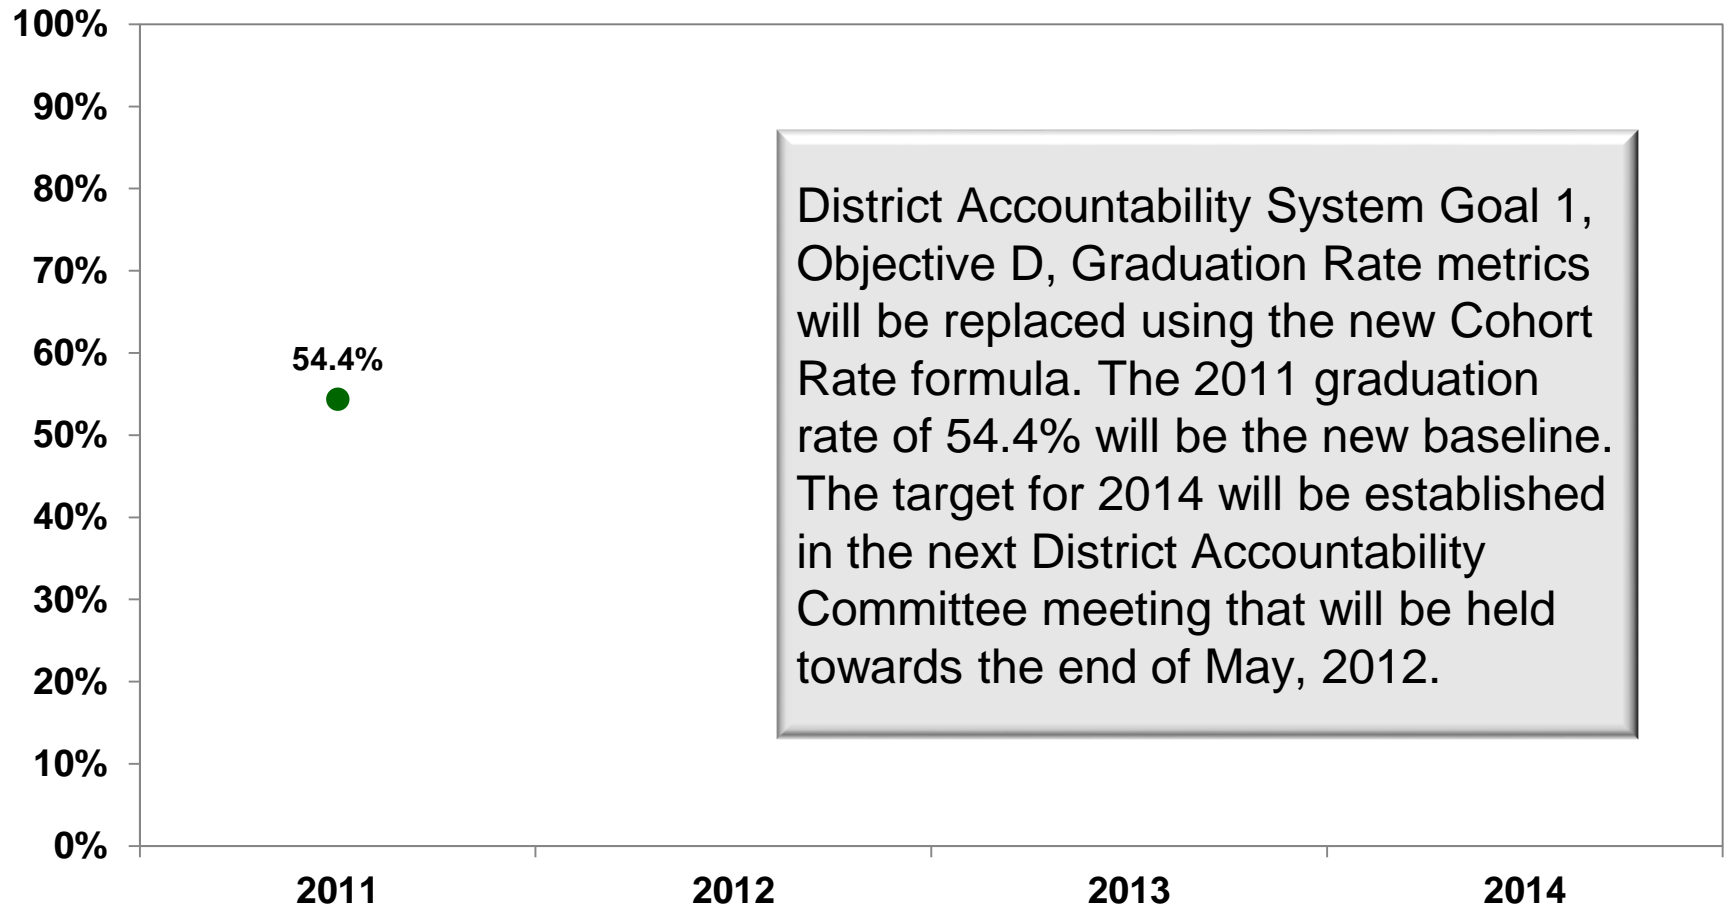 100%
90%
80%
70%
60%
50%
40%
30%
20%
10%
0%
54.4%
District Accountability System Goal 1,
Objective D, Graduation Rate metrics
will be replaced using the new Cohort
Rate formula. The 2011 graduation
rate of 54.4% will be the new baseline.
The target for 2014 will be established
in the next District Accountability
Committee meeting that will be held
towards the end of May, 2012.
2011 2012 2013 2014